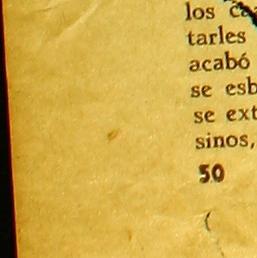 los
tarles
acabó
se esb
se ext
sinos,
50